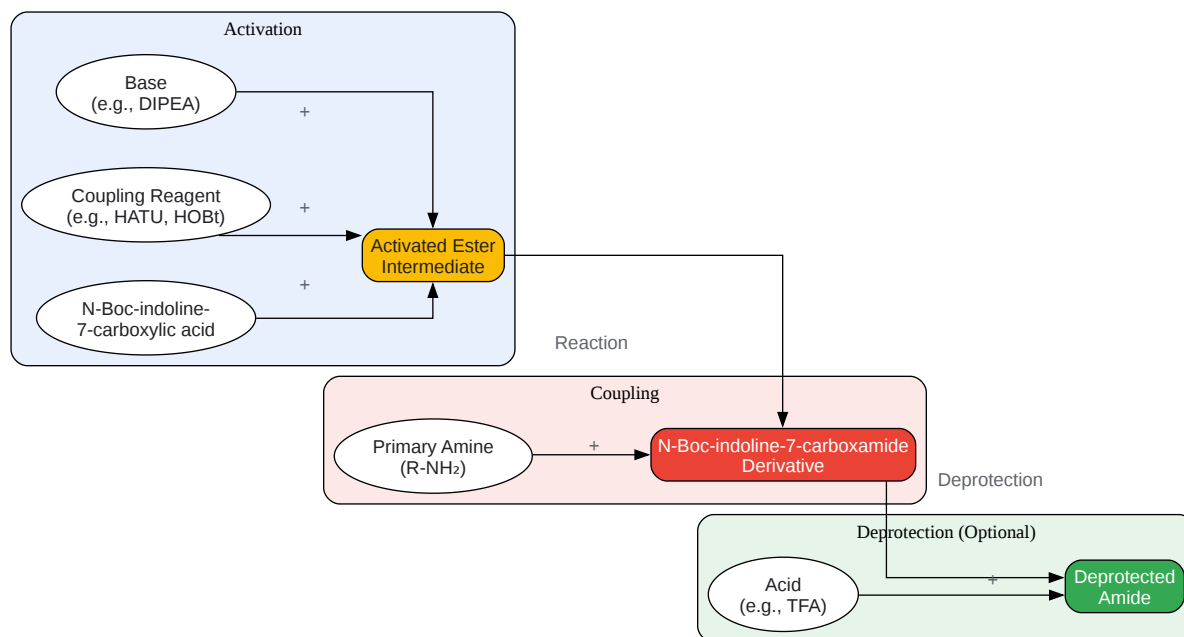 Activation
Base
(e.g., DIPEA)
+
Coupling Reagent
(e.g., HATU, HOBt)
+
Activated Ester
Intermediate
+
N-Boc-indoline-
7-carboxylic acid
Reaction
Coupling
Primary Amine
(R-NH₂)
+
N-Boc-indoline-7-carboxamide
Derivative
Deprotection
Deprotection (Optional)
Acid
(e.g., TFA)
+
Deprotected
Amide